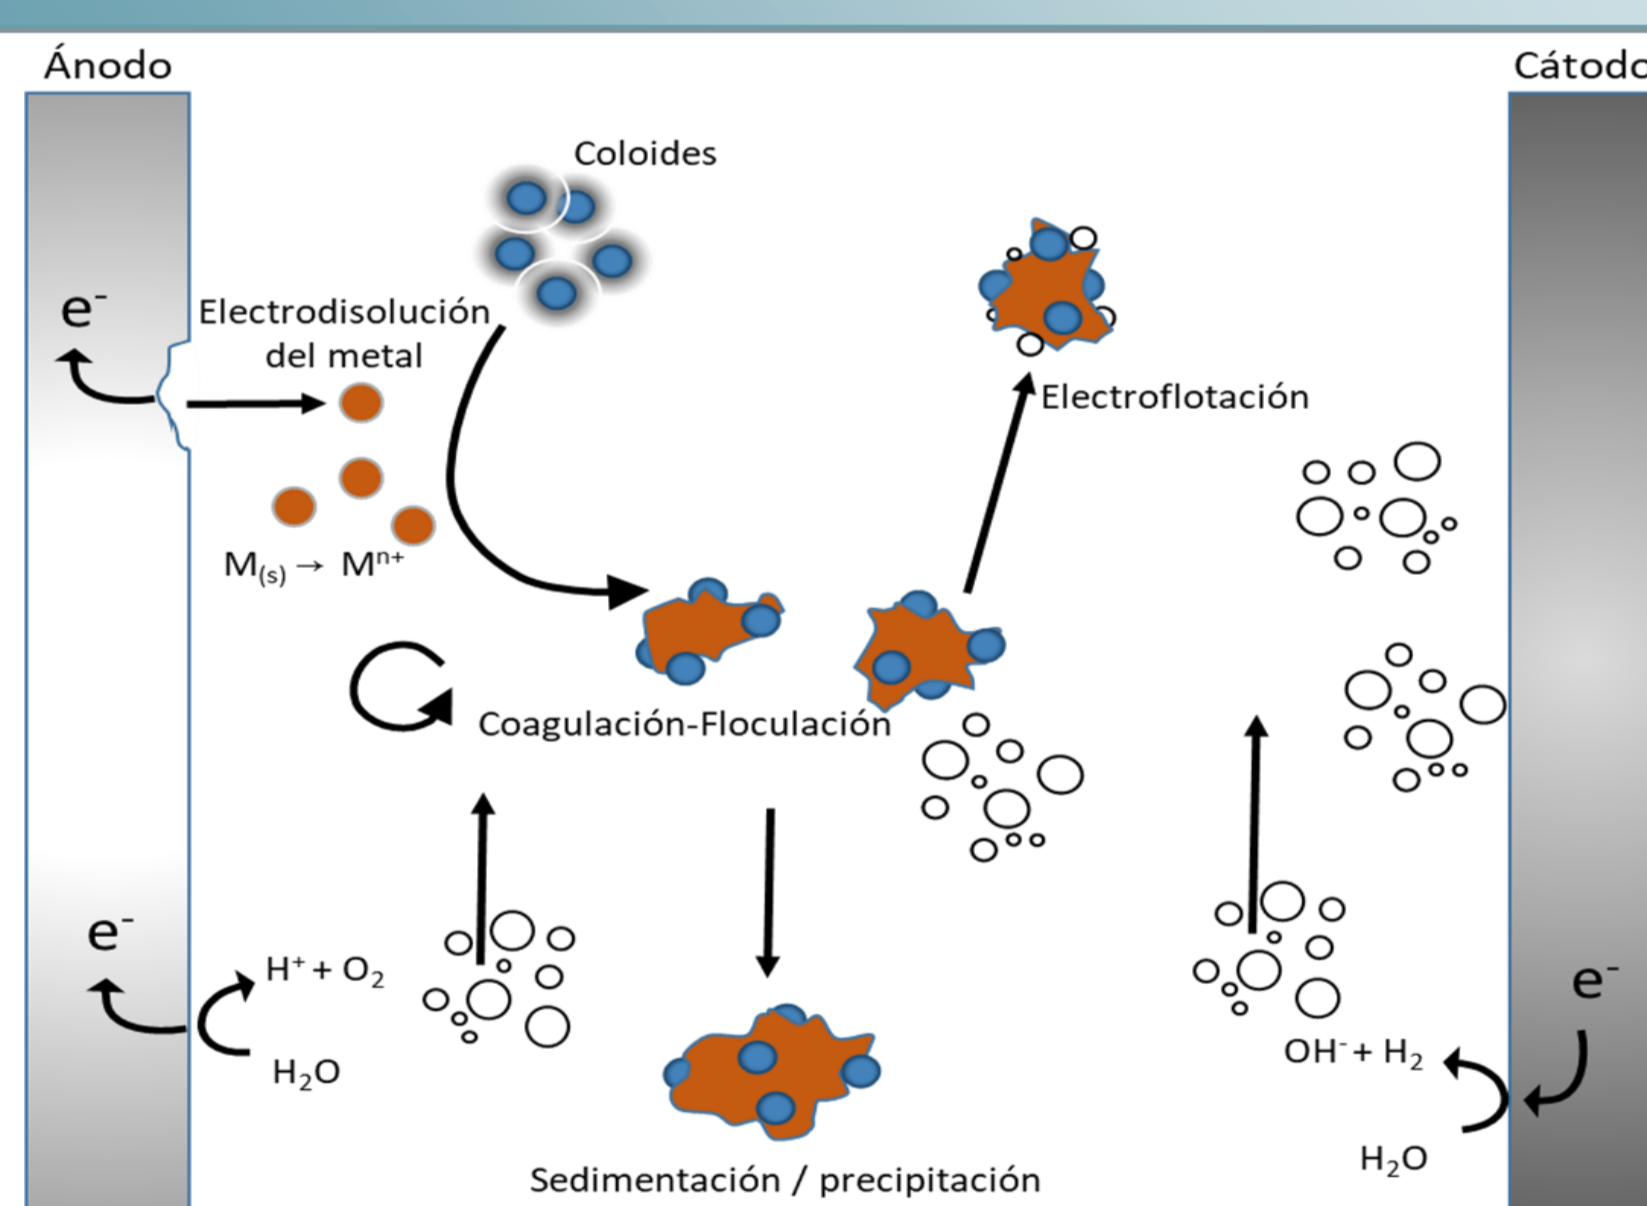 Ánodo
Cátodo
Coloides
e⁻
Electrodisolución
del metal
Electroflotación
M₍ₛ₎ → Mⁿ⁺
Coagulación-Floculación
e⁻
H⁺ + O₂
H₂O
e⁻
OH⁻ + H₂
H₂O
Sedimentación / precipitación